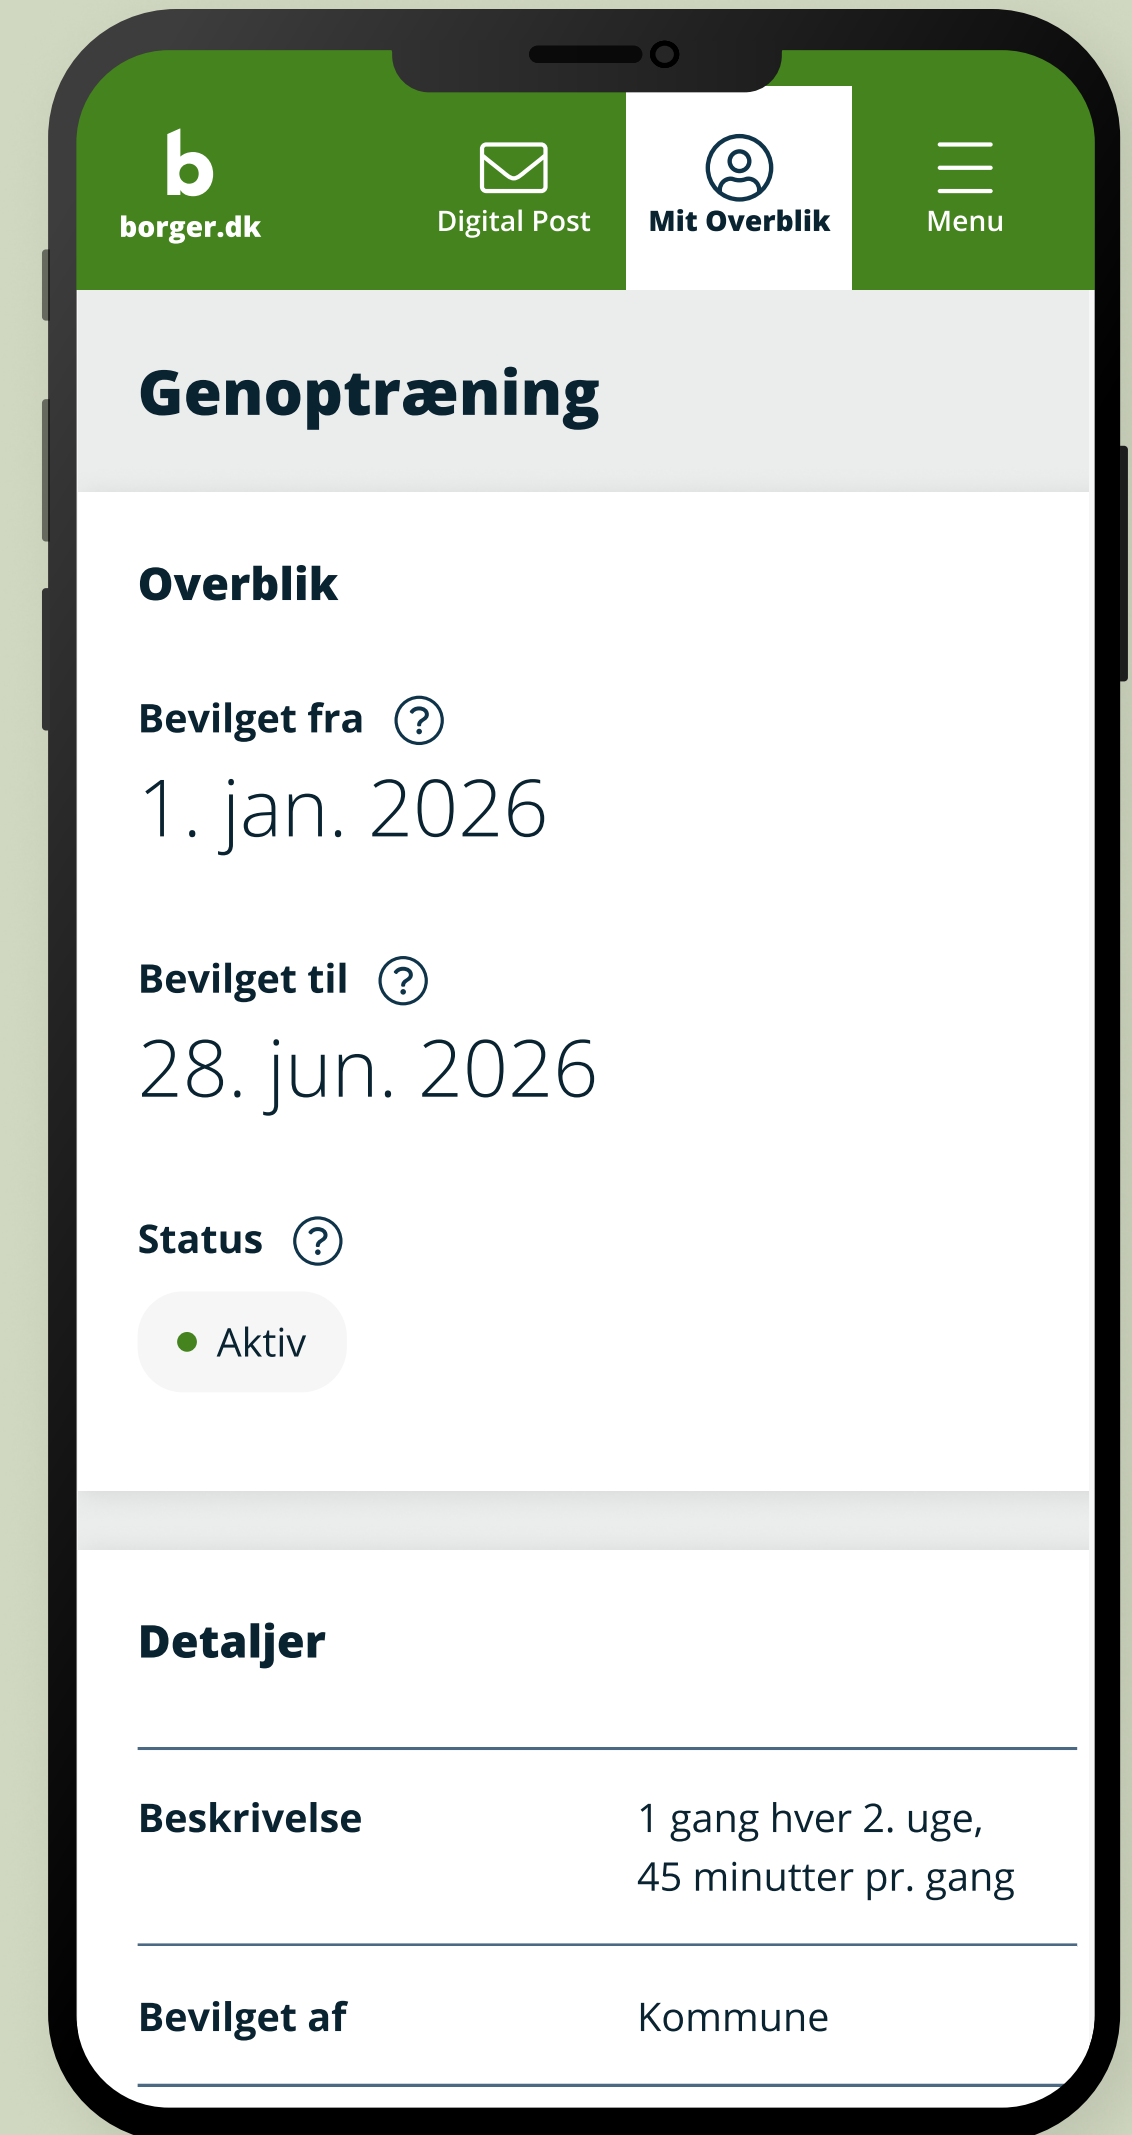 b
borger.dk
Digital Post
Mit Overblik
Menu
Genoptræning
Overblik
Bevilget fra ?
1. jan. 2026
Bevilget til ?
28. jun. 2026
Status ?
Aktiv
Detaljer
Beskrivelse 1 gang hver 2. uge,
45 minutter pr. gang
Bevilget af Kommune